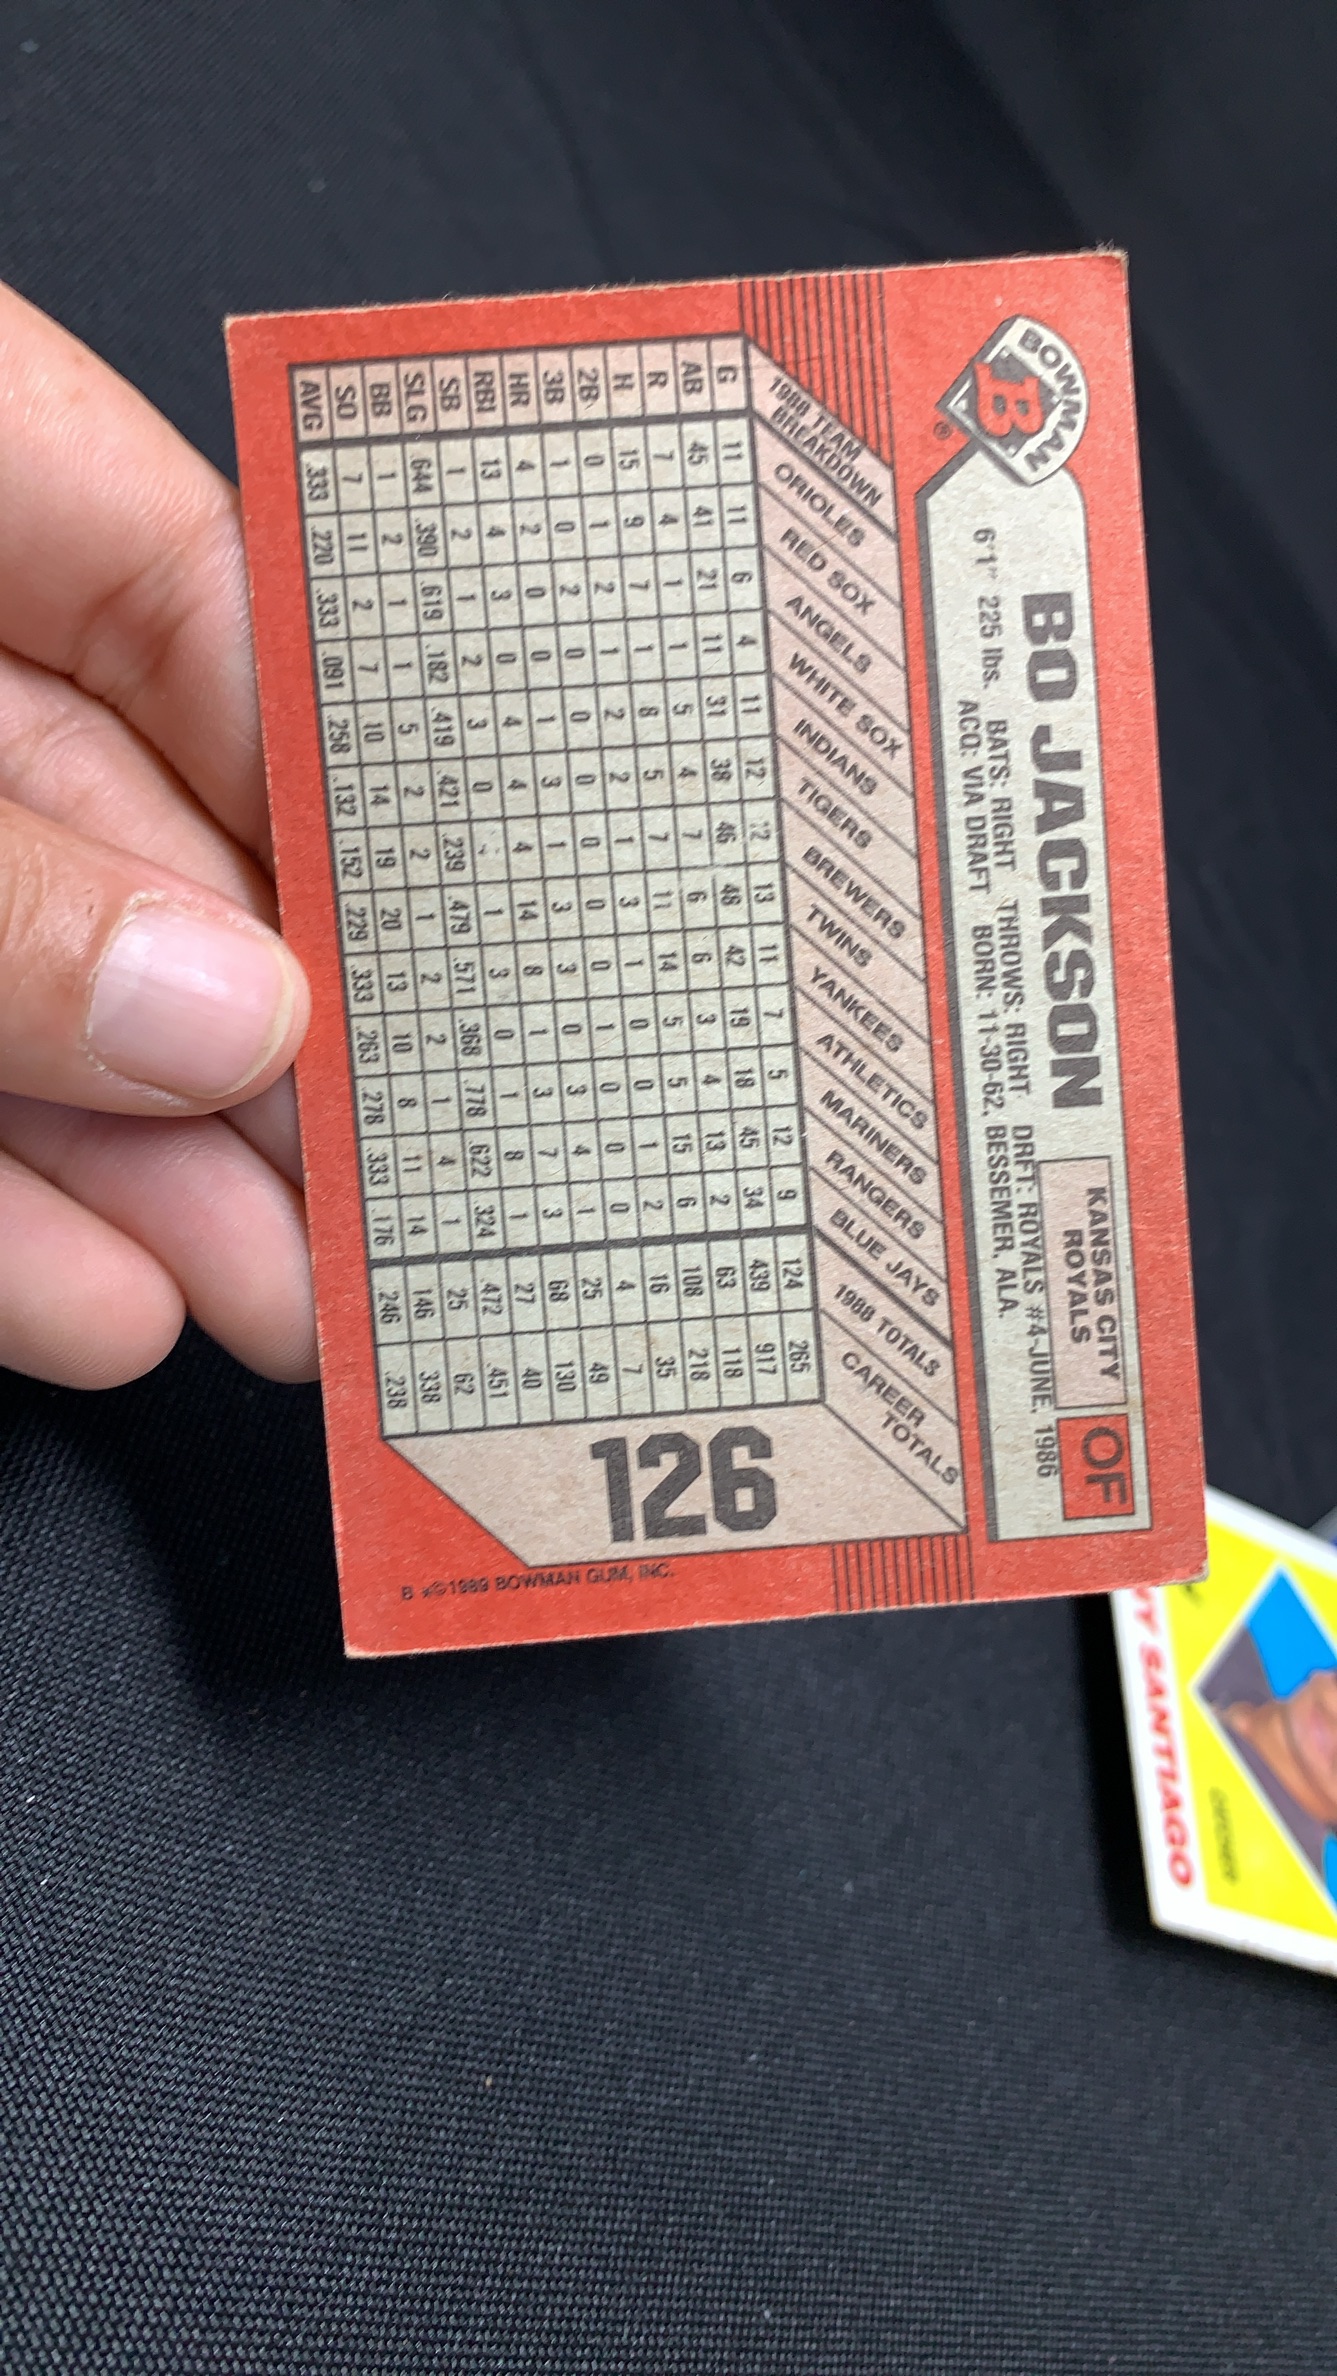 BOWMAN
B
®
BO JACKSON
KANSAS CITY
ROYALS
OF
6'1" 225 lbs. BATS: RIGHT THROWS: RIGHT DRFT: ROYALS #4-JUNE, 1986
ACQ: VIA DRAFT BORN: 11-30-62, BESSEMER, ALA.
1988 TEAM
BREAKDOWN
ORIOLES
RED SOX
ANGELS
WHITE SOX
INDIANS
TIGERS
BREWERS
TWINS
YANKEES
ATHLETICS
MARINERS
RANGERS
BLUE JAYS
1988 TOTALS
CAREER
TOTALS
G 11 11 6 4 11 12 12 13 11 7 5 12 9 124 265
AB 45 41 21 11 31 38 46 48 42 19 18 45 34 439 917
R 7 4 1 1 5 4 7 6 6 3 4 13 2 63 118
H 15 9 7 1 8 5 7 11 14 5 5 15 6 108 218
2B 0 1 2 1 2 2 1 3 1 0 0 1 2 16 35
3B 1 0 2 0 0 0 0 0 0 1 0 0 0 4 7
HR 4 2 0 0 1 3 1 3 3 0 3 4 1 25 49
RBI 13 4 3 0 4 4 4 14 8 1 3 7 3 68 130
SB 1 2 1 2 3 0 1 3 0 1 8 1 27 40
SLG .644 .390 .619 .182 .419 .421 .239 .479 .571 .368 .778 .622 .324 .472 .451
BB 1 2 1 1 5 2 2 1 2 2 1 4 1 25 62
SO 7 11 2 7 10 14 19 20 13 10 8 11 14 146 338
AVG .333 .220 .333 .091 .258 .132 .152 .229 .333 .263 .278 .333 .176 .246 .238
126
B *©1989 BOWMAN GUM, INC.
SANTIAGO